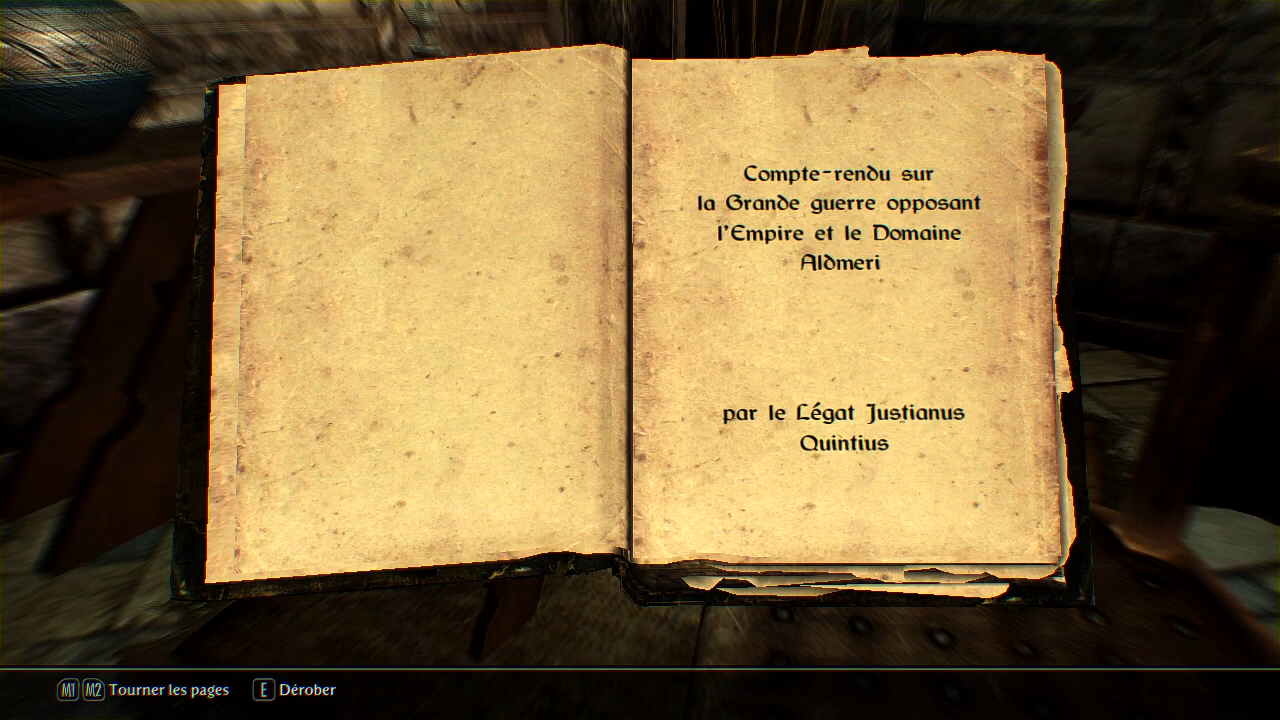 Compte-rendu sur
la Grande guerre opposant
l'Empire et le Domaine
Aldmeri
par le Légat Justianus
Quintius
M1 M2 Tourner les pages E Dérober